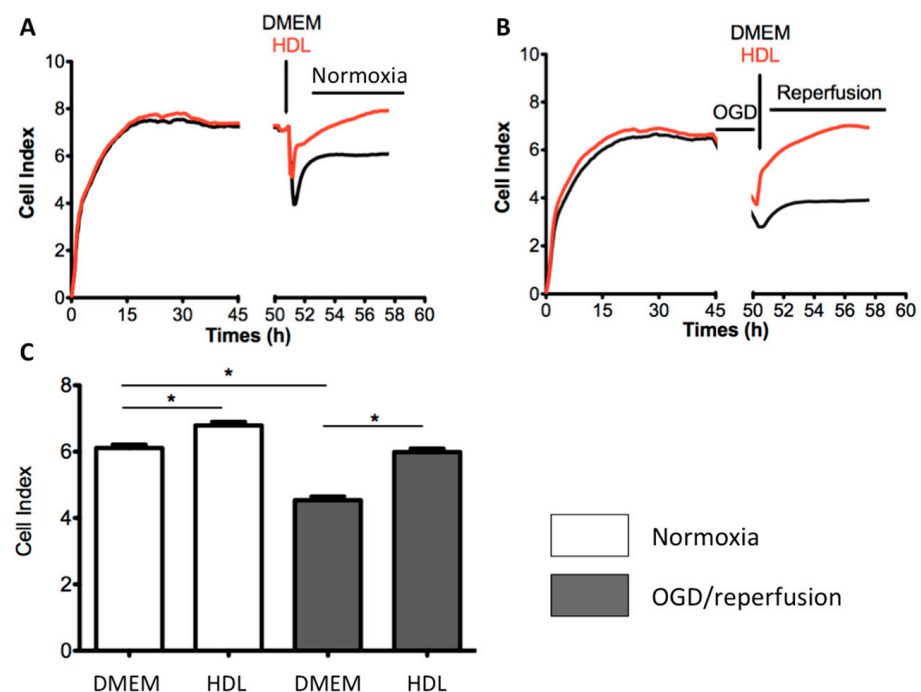 A
DMEM
HDL
Normoxia
10
8
6
4
2
0
Cell Index
0 15 30 45 50 52 54 56 58 60
Times (h)
B
DMEM
HDL
OGD
Reperfusion
10
8
6
4
2
0
Cell Index
0 15 30 45 50 52 54 56 58 60
Times (h)
C
8
6
4
2
0
Cell Index
*
*
*
DMEM HDL DMEM HDL
Normoxia
OGD/reperfusion